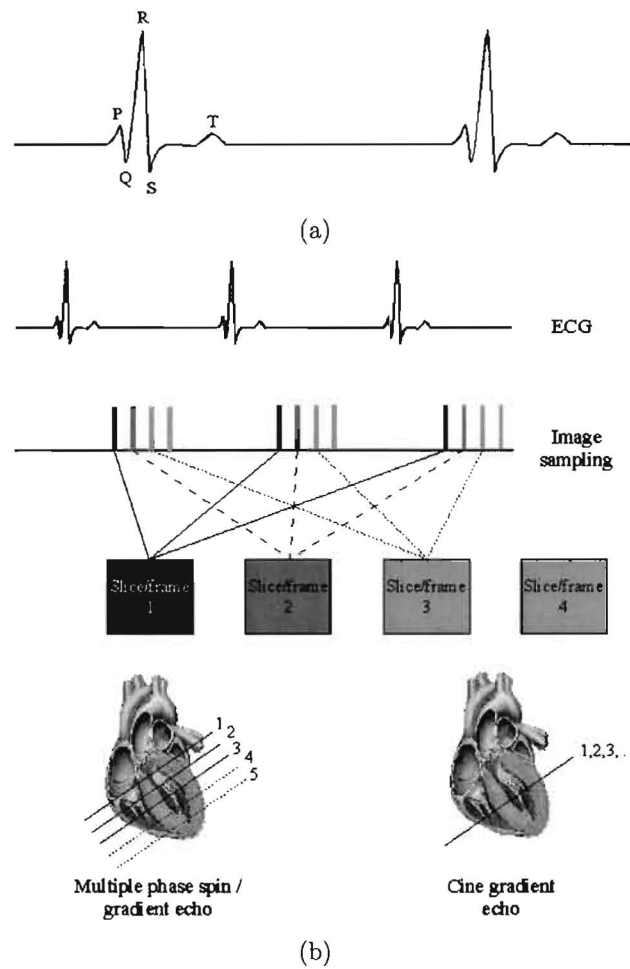 R
P
T
Q
S
(a)
ECG
Image
sampling
Slice/frame
1
Slice/frame
2
Slice/frame
3
Slice/frame
4
1
2
3
4
5
1,2,3,.
Multiple phase spin /
gradient echo
Cine gradient
echo
(b)